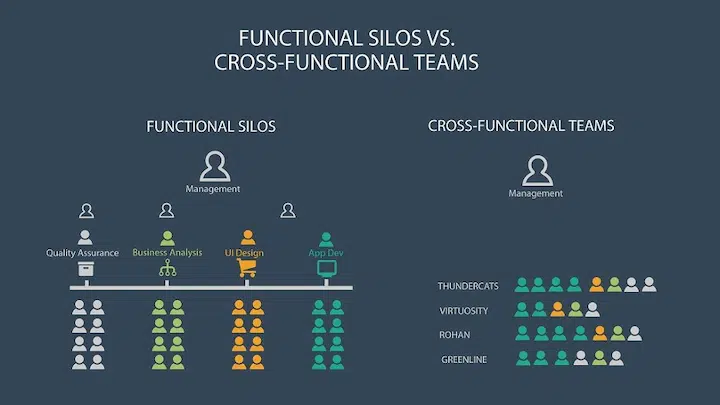 FUNCTIONAL SILOS VS.
CROSS-FUNCTIONAL TEAMS
FUNCTIONAL SILOS
Management
Quality Assurance
Business Analysis
UI Design
App Dev
CROSS-FUNCTIONAL TEAMS
Management
THUNDERCATS
VIRTUOSITY
ROHAN
GREENLINE